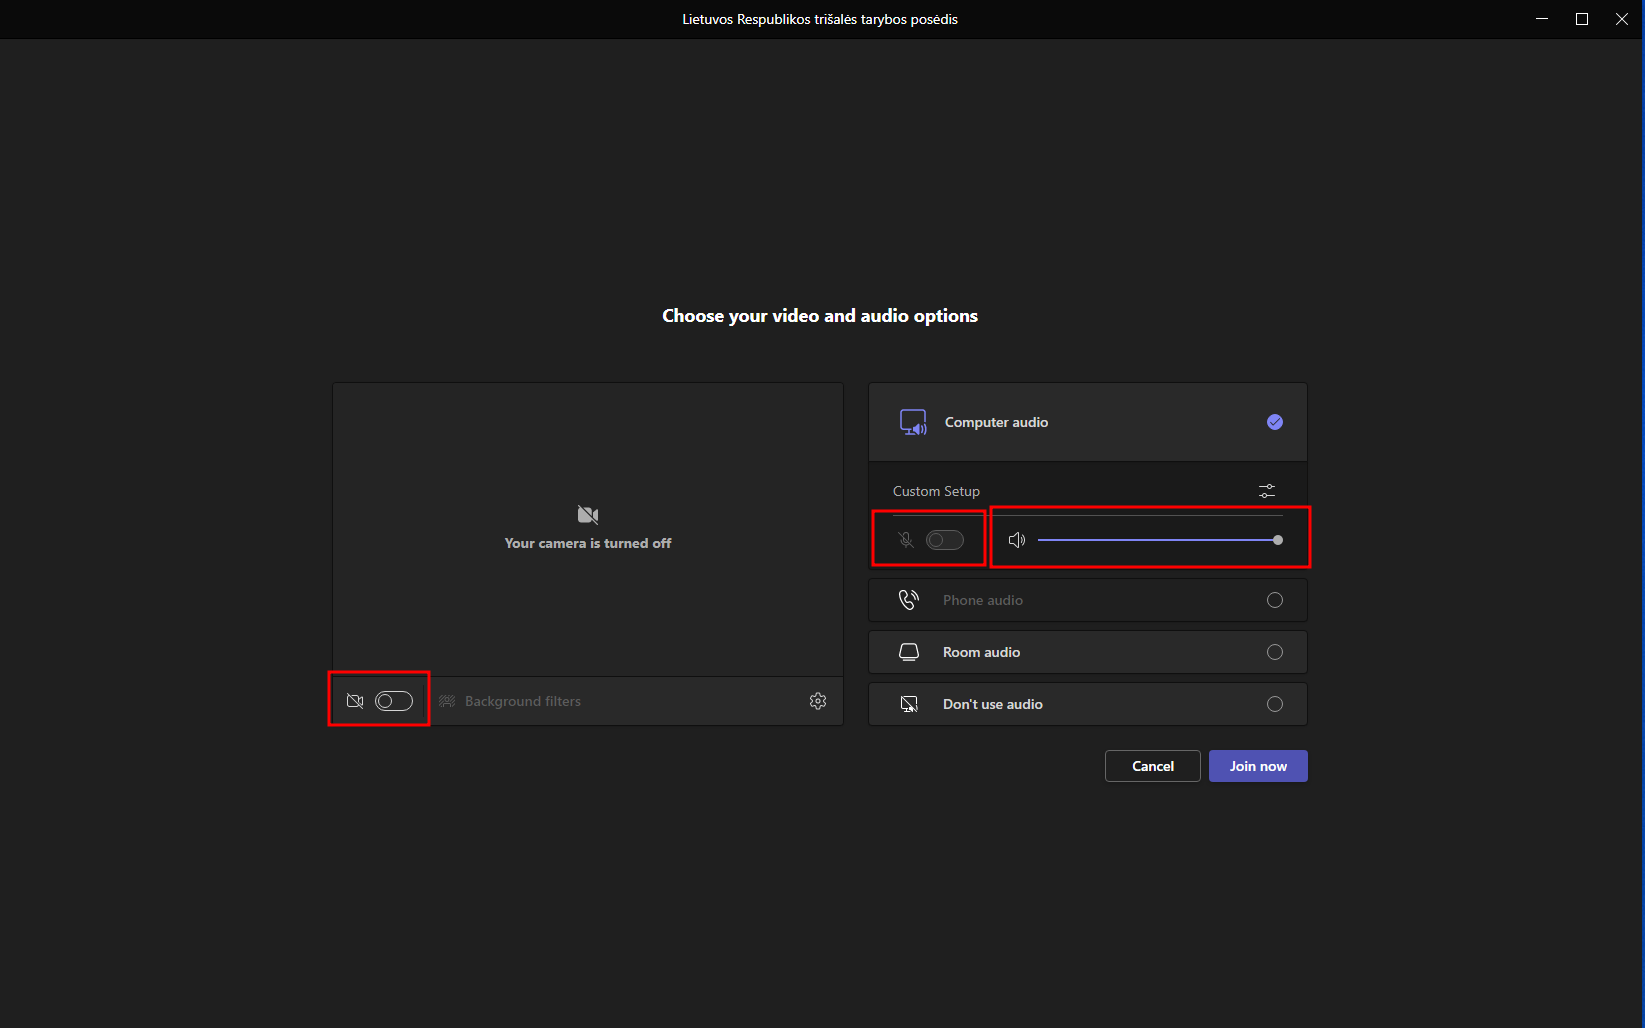 Lietuvos Respublikos trišalės tarybos posėdis
Choose your video and audio options
Your camera is turned off
Background filters
Computer audio
Custom Setup
Phone audio
Room audio
Don't use audio
Cancel
Join now